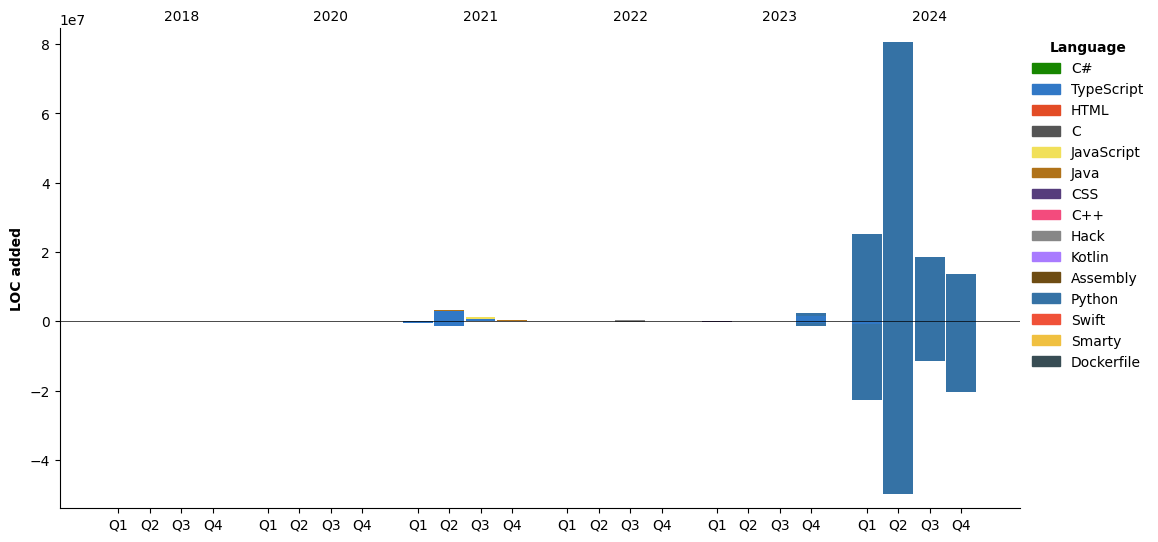 1e7
2018 2020 2021 2022 2023 2024
8
6
4
2
0
−2
−4
LOC added
Q1 Q2 Q3 Q4 Q1 Q2 Q3 Q4 Q1 Q2 Q3 Q4 Q1 Q2 Q3 Q4 Q1 Q2 Q3 Q4 Q1 Q2 Q3 Q4
Language
C#
TypeScript
HTML
C
JavaScript
Java
CSS
C++
Hack
Kotlin
Assembly
Python
Swift
Smarty
Dockerfile